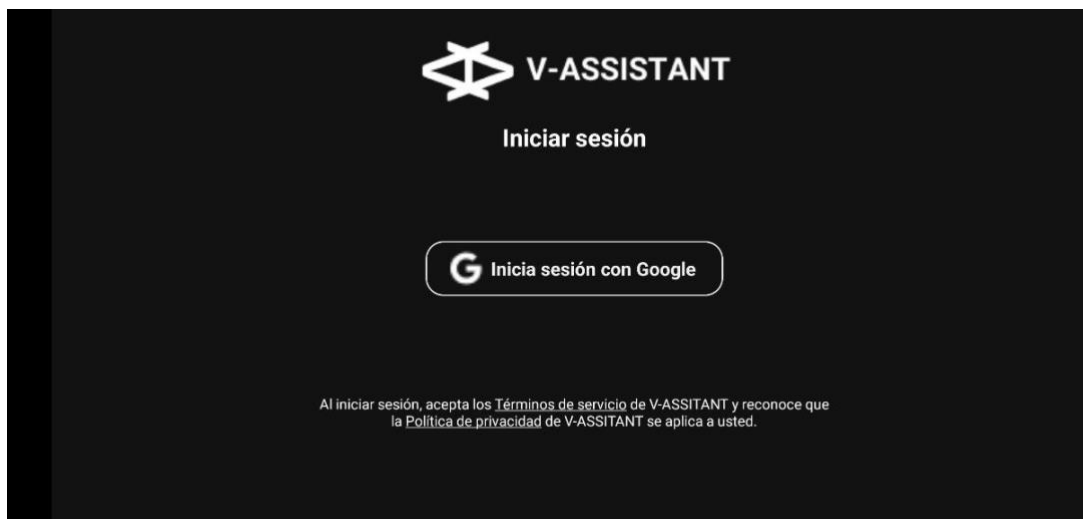 V-ASSISTANT
Iniciar sesión
Inicia sesión con Google
Al iniciar sesión, acepta los Términos de servicio de V-ASSITANT y reconoce que
la Política de privacidad de V-ASSITANT se aplica a usted.